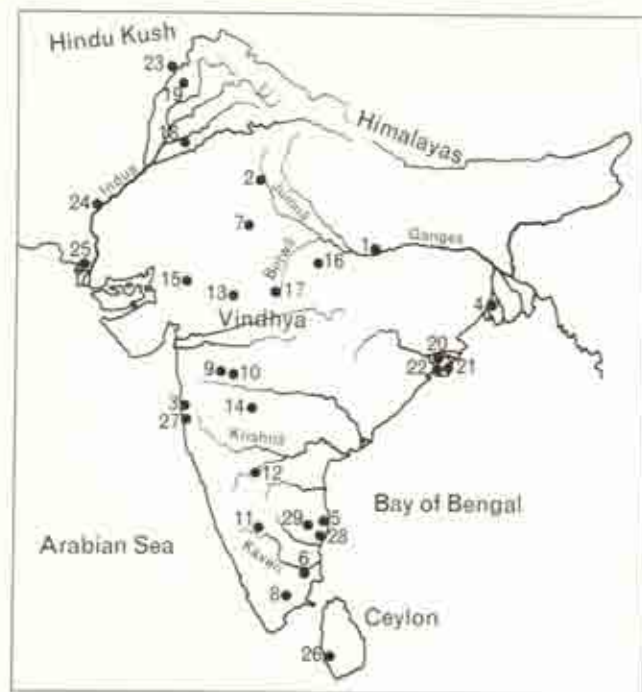 Hindu Kush
23
19
18
Himalayas
2
24
Indus
Jumna
7
1
Ganges
25
Betwa
16
15
13
17
4
Vindhya
20
9
10
22
21
3
14
27
Krishna
12
Bay of Bengal
11
29
5
28
Arabian Sea
Kaveri
6
8
Ceylon
26